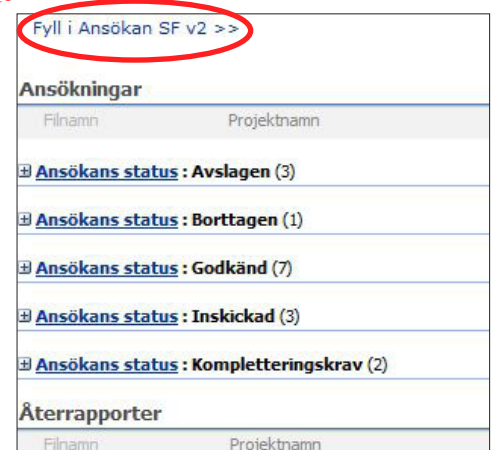 Fyll i Ansökan SF v2 >>
Ansökningar
Filnamn Projektnamn
Ansökans status : Avslagen (3)
Ansökans status : Borttagen (1)
Ansökans status : Godkänd (7)
Ansökans status : Inskickad (3)
Ansökans status : Kompletteringskrav (2)
Återrapporter
Filnamn Projektnamn